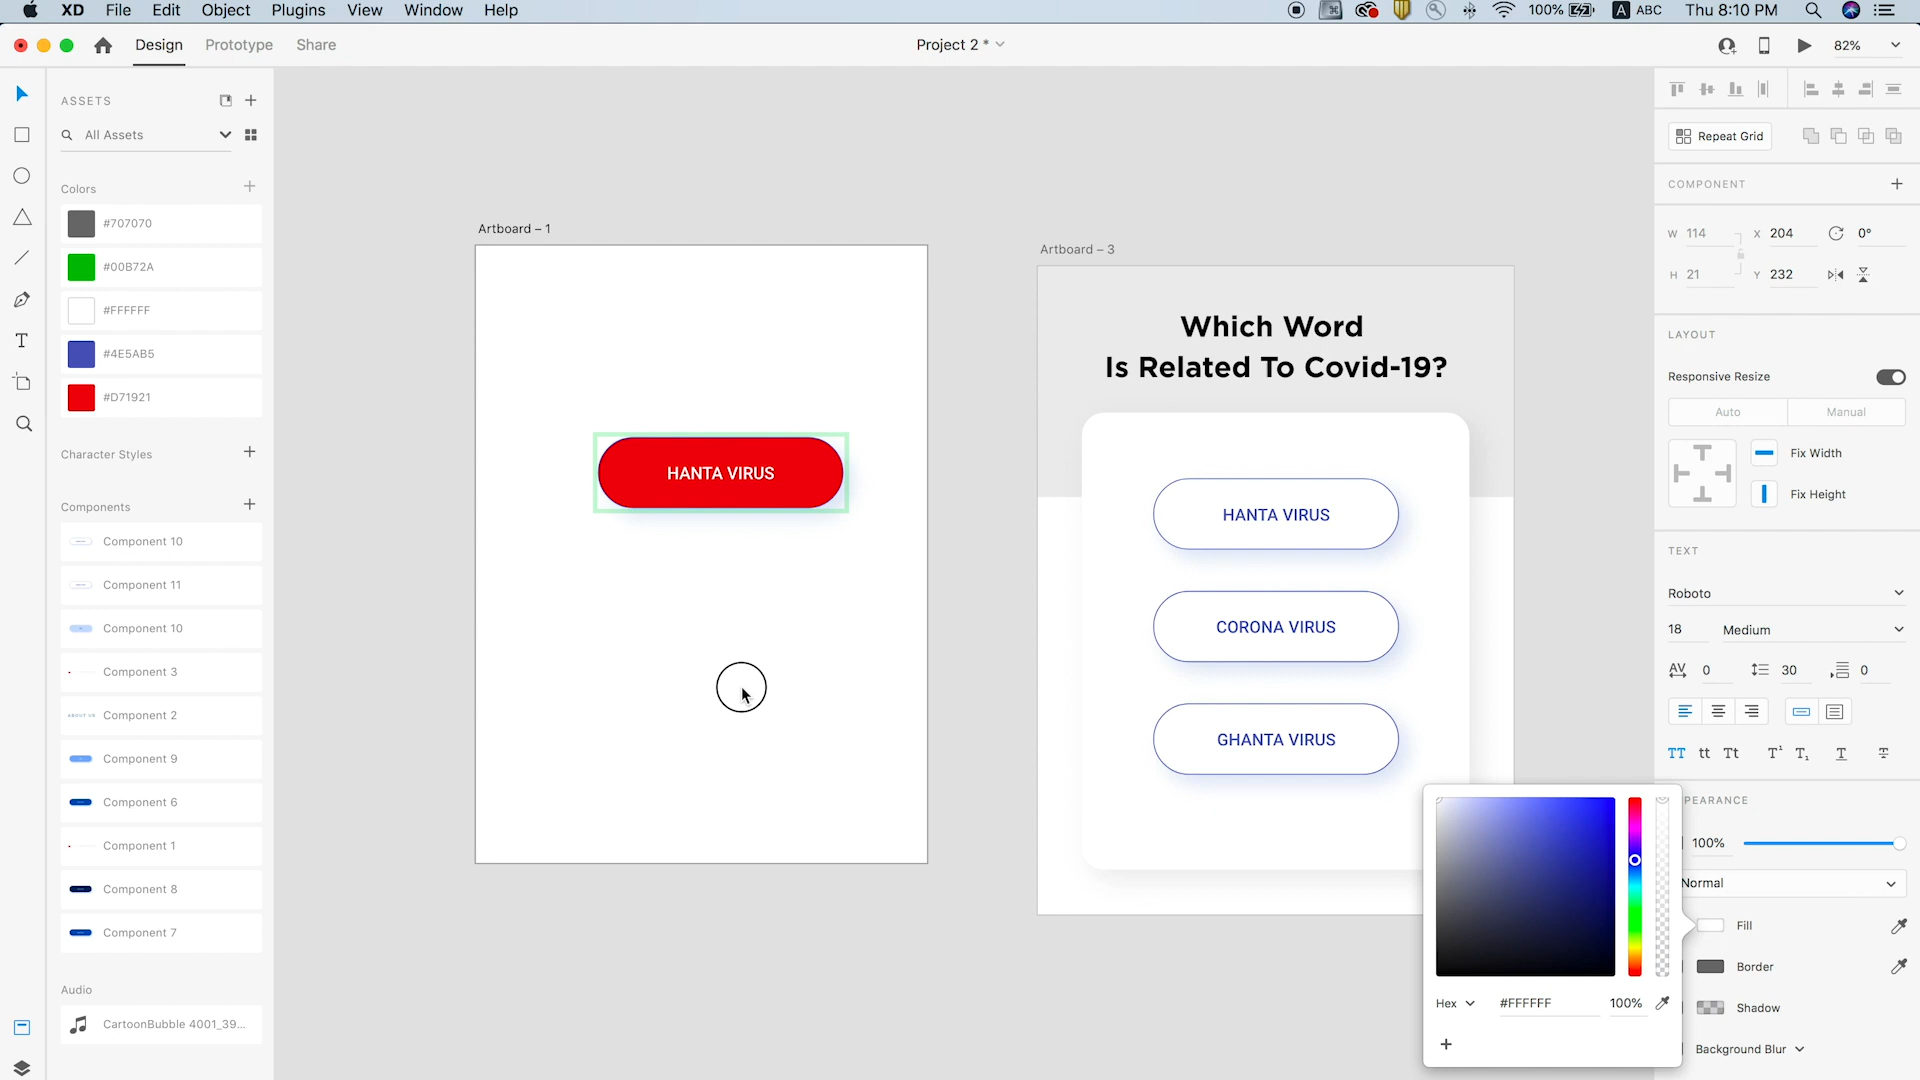 XD File Edit Object Plugins View Window Help
100% A ABC Thu 8:10 PM
Design Prototype Share
Project 2 *
82%
ASSETS
All Assets
Colors
#707070
#00B72A
#FFFFFF
#4E5AB5
#D71921
Character Styles
Components
Component 10
Component 11
Component 10
Component 3
ABOUT US Component 2
Component 9
Component 6
Component 1
Component 8
Component 7
Audio
CartoonBubble 4001_39...
Artboard – 1
HANTA VIRUS
Artboard – 3
Which Word
Is Related To Covid-19?
HANTA VIRUS
CORONA VIRUS
GHANTA VIRUS
Repeat Grid
COMPONENT
W 114 X 204 0°
H 21 Y 232
LAYOUT
Responsive Resize
Auto Manual
Fix Width
Fix Height
TEXT
Roboto
18 Medium
AV 0 30 0
TT tt Tt T¹ T₁ T T
PEARANCE
100%
Normal
Fill
Border
Shadow
Background Blur
Hex #FFFFFF 100%